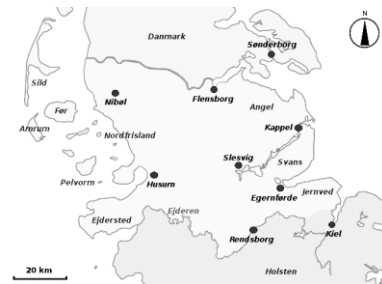 N
Danmark
Sønderborg
Sild
Nibøl
Flensborg
Angel
Før
Amrum
Nordfrisland
Kappel
Slesvig
Svans
Pelvorm
Husum
Egernførde
Jernved
Ejdersted
Ejderen
Rendsborg
Kiel
20 km
Holsten